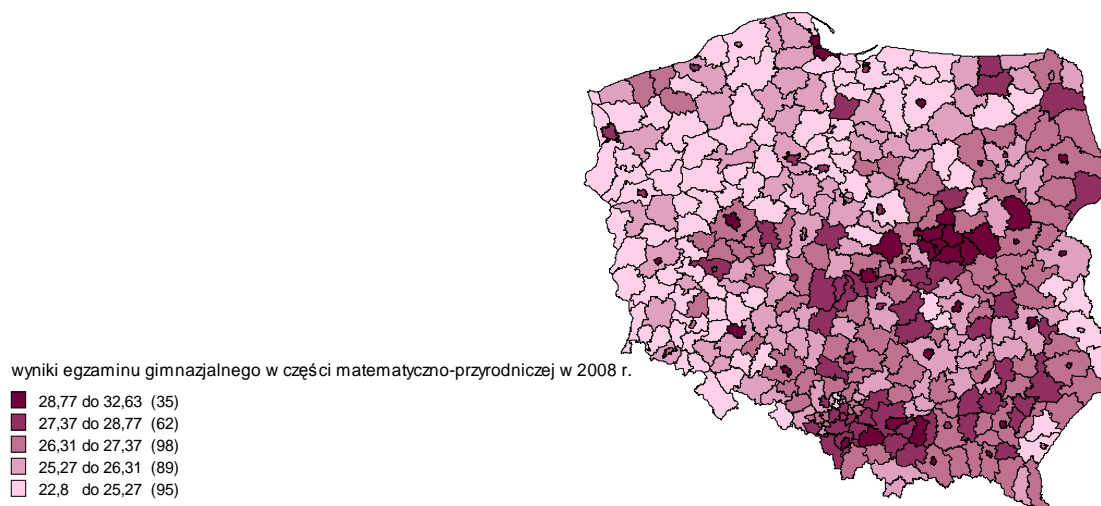 wyniki egzaminu gimnazjalnego w części matematyczno-przyrodniczej w 2008 r.
28,77 do 32,63 (35)
27,37 do 28,77 (62)
26,31 do 27,37 (98)
25,27 do 26,31 (89)
22,8 do 25,27 (95)